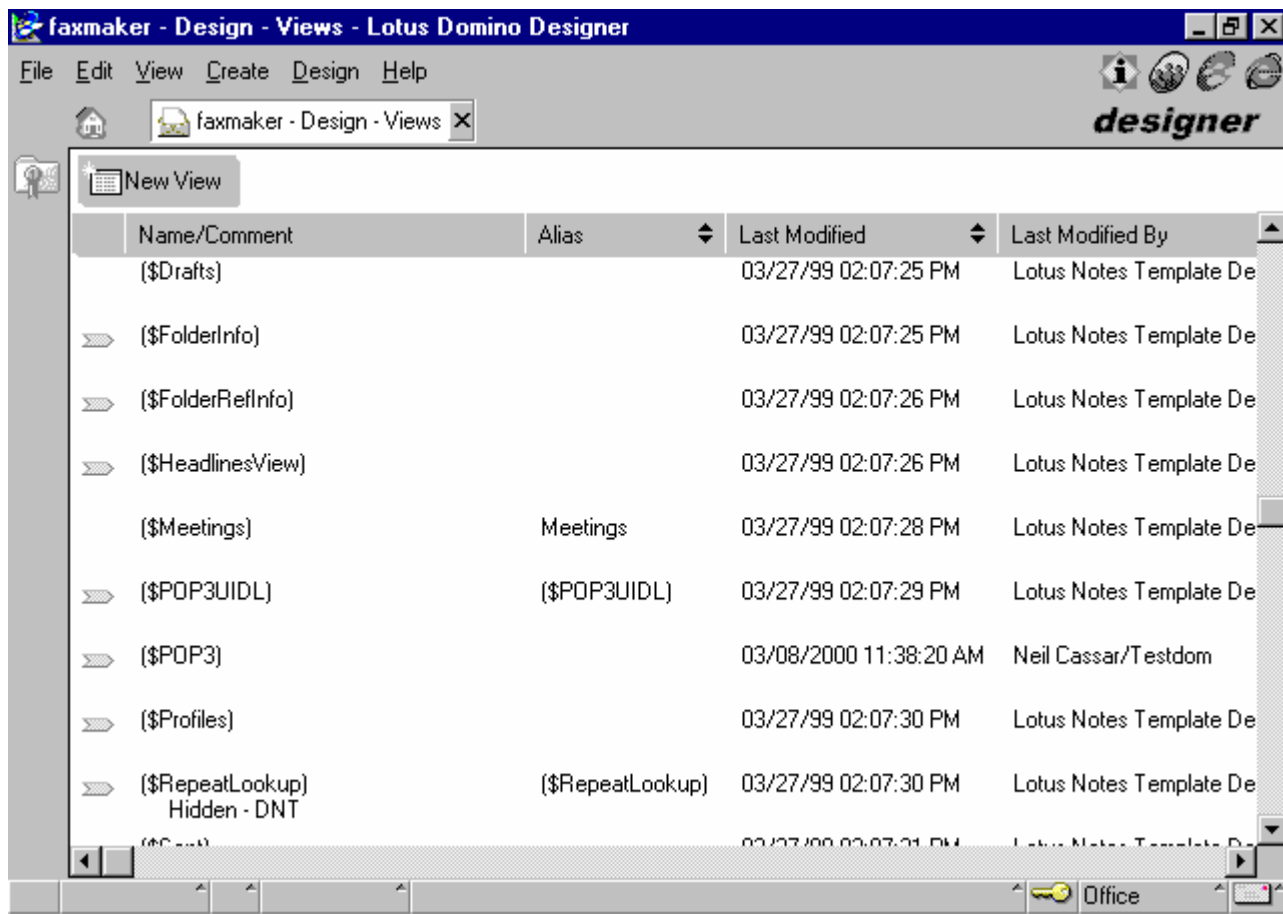 faxmaker - Design - Views - Lotus Domino Designer
File Edit View Create Design Help
faxmaker - Design - Views
designer
New View
Name/Comment Alias Last Modified Last Modified By
($Drafts) 03/27/99 02:07:25 PM Lotus Notes Template De
($FolderInfo) 03/27/99 02:07:25 PM Lotus Notes Template De
($FolderRefInfo) 03/27/99 02:07:26 PM Lotus Notes Template De
($HeadlinesView) 03/27/99 02:07:26 PM Lotus Notes Template De
($Meetings) Meetings 03/27/99 02:07:28 PM Lotus Notes Template De
($POP3UIDL) ($POP3UIDL) 03/27/99 02:07:29 PM Lotus Notes Template De
($POP3) 03/08/2000 11:38:20 AM Neil Cassar/Testdom
($Profiles) 03/27/99 02:07:30 PM Lotus Notes Template De
($RepeatLookup) ($RepeatLookup) 03/27/99 02:07:30 PM Lotus Notes Template De
Hidden - DNT
Office